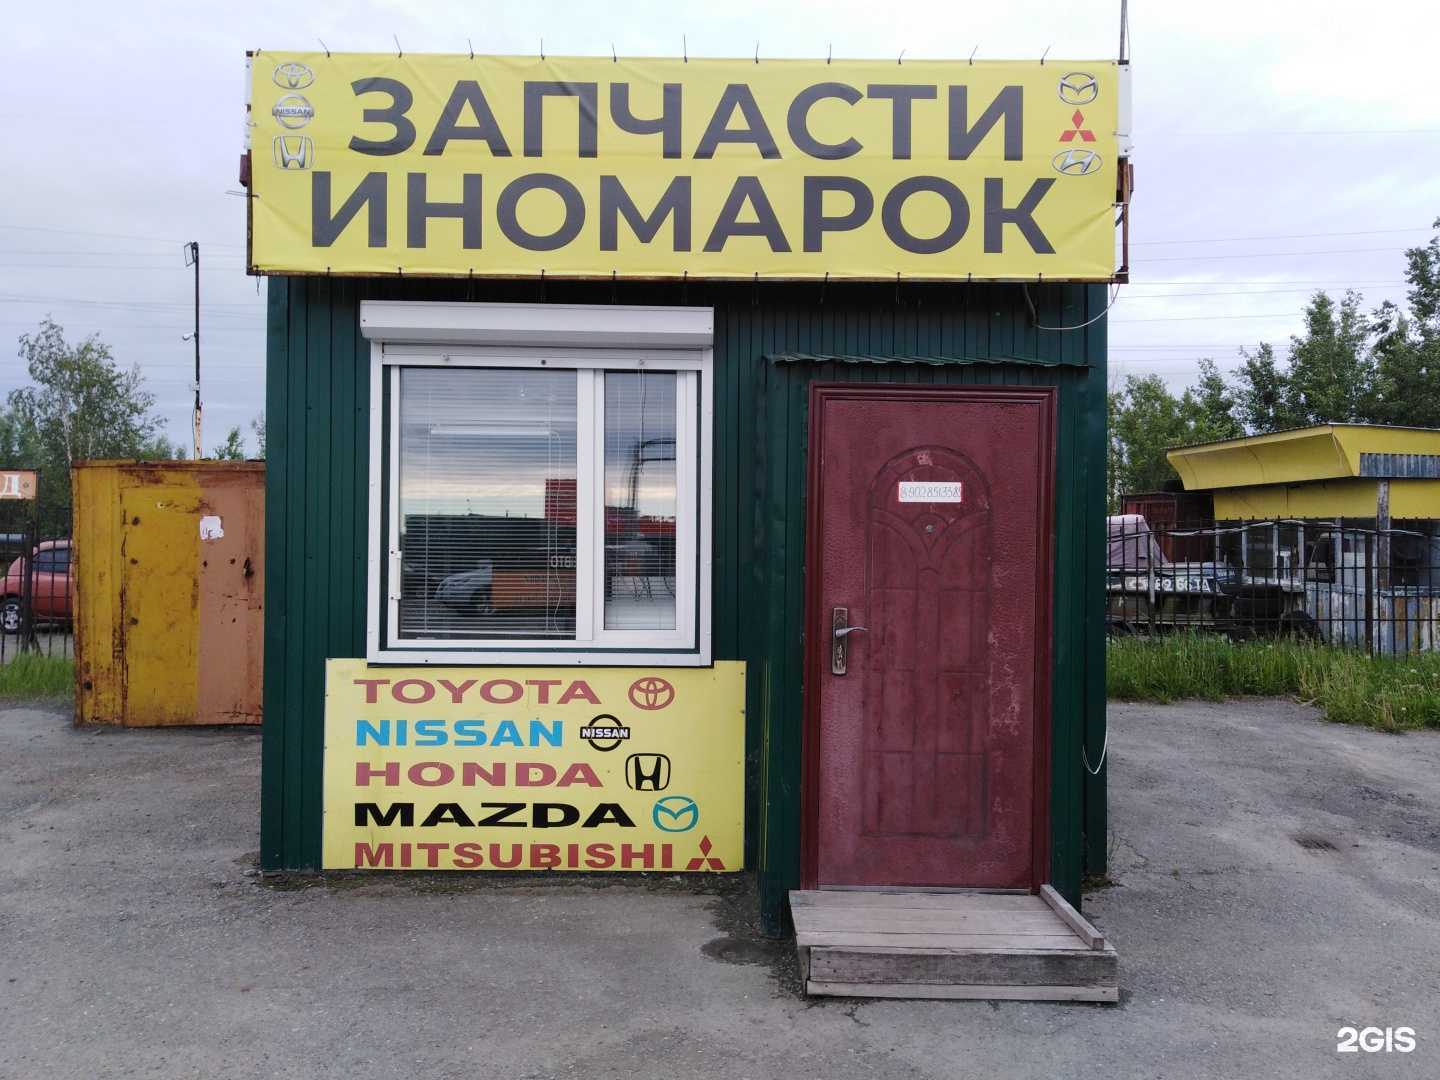 ЗАПЧАСТИ
ИНОМАРОК
NISSAN
TOYOTA
NISSAN
NISSAN
HONDA
MAZDA
MITSUBISHI
2GIS